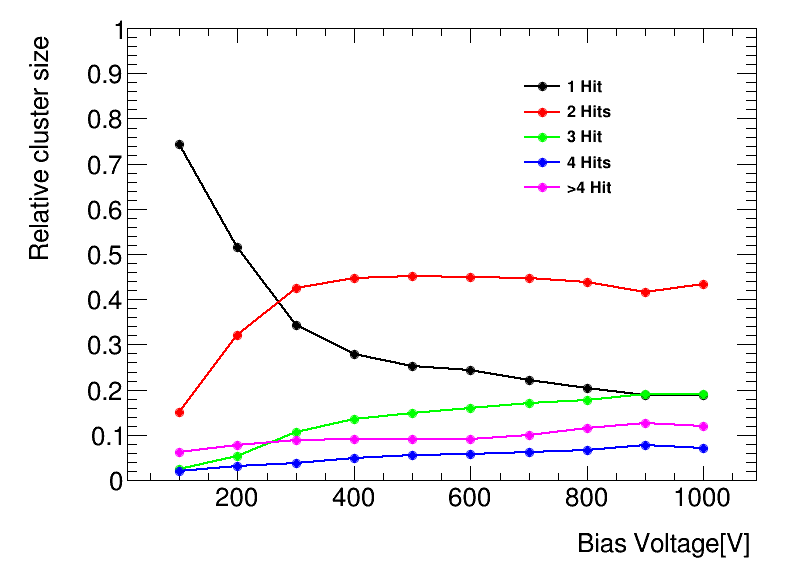 Relative cluster size
1
0.9
0.8
0.7
0.6
0.5
0.4
0.3
0.2
0.1
0
1 Hit
2 Hits
3 Hit
4 Hits
>4 Hit
200 400 600 800 1000
Bias Voltage[V]